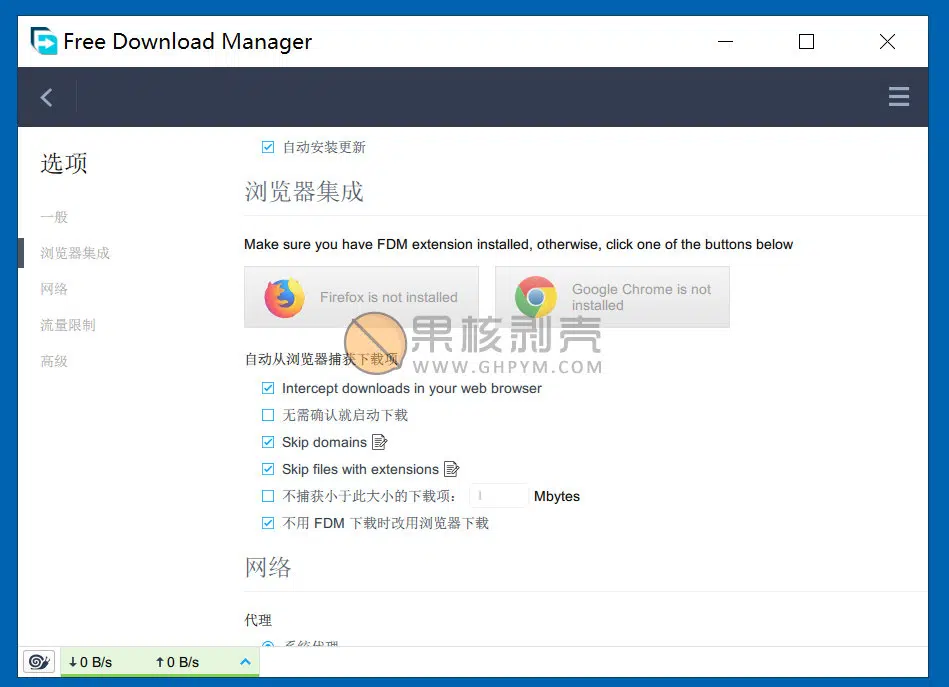 Free Download Manager
选项
一般
浏览器集成
网络
流量限制
高级
自动安装更新
浏览器集成
Make sure you have FDM extension installed, otherwise, click one of the buttons below
Firefox is not installed
Google Chrome is not
installed
果核剥壳
WWW.GHPYM.COM
自动从浏览器捕获下载项
Intercept downloads in your web browser
无需确认就启动下载
Skip domains
Skip files with extensions
不捕获小于此大小的下载项: Mbytes
不用 FDM 下载时改用浏览器下载
网络
代理
系统代理
↓0 B/s ↑0 B/s